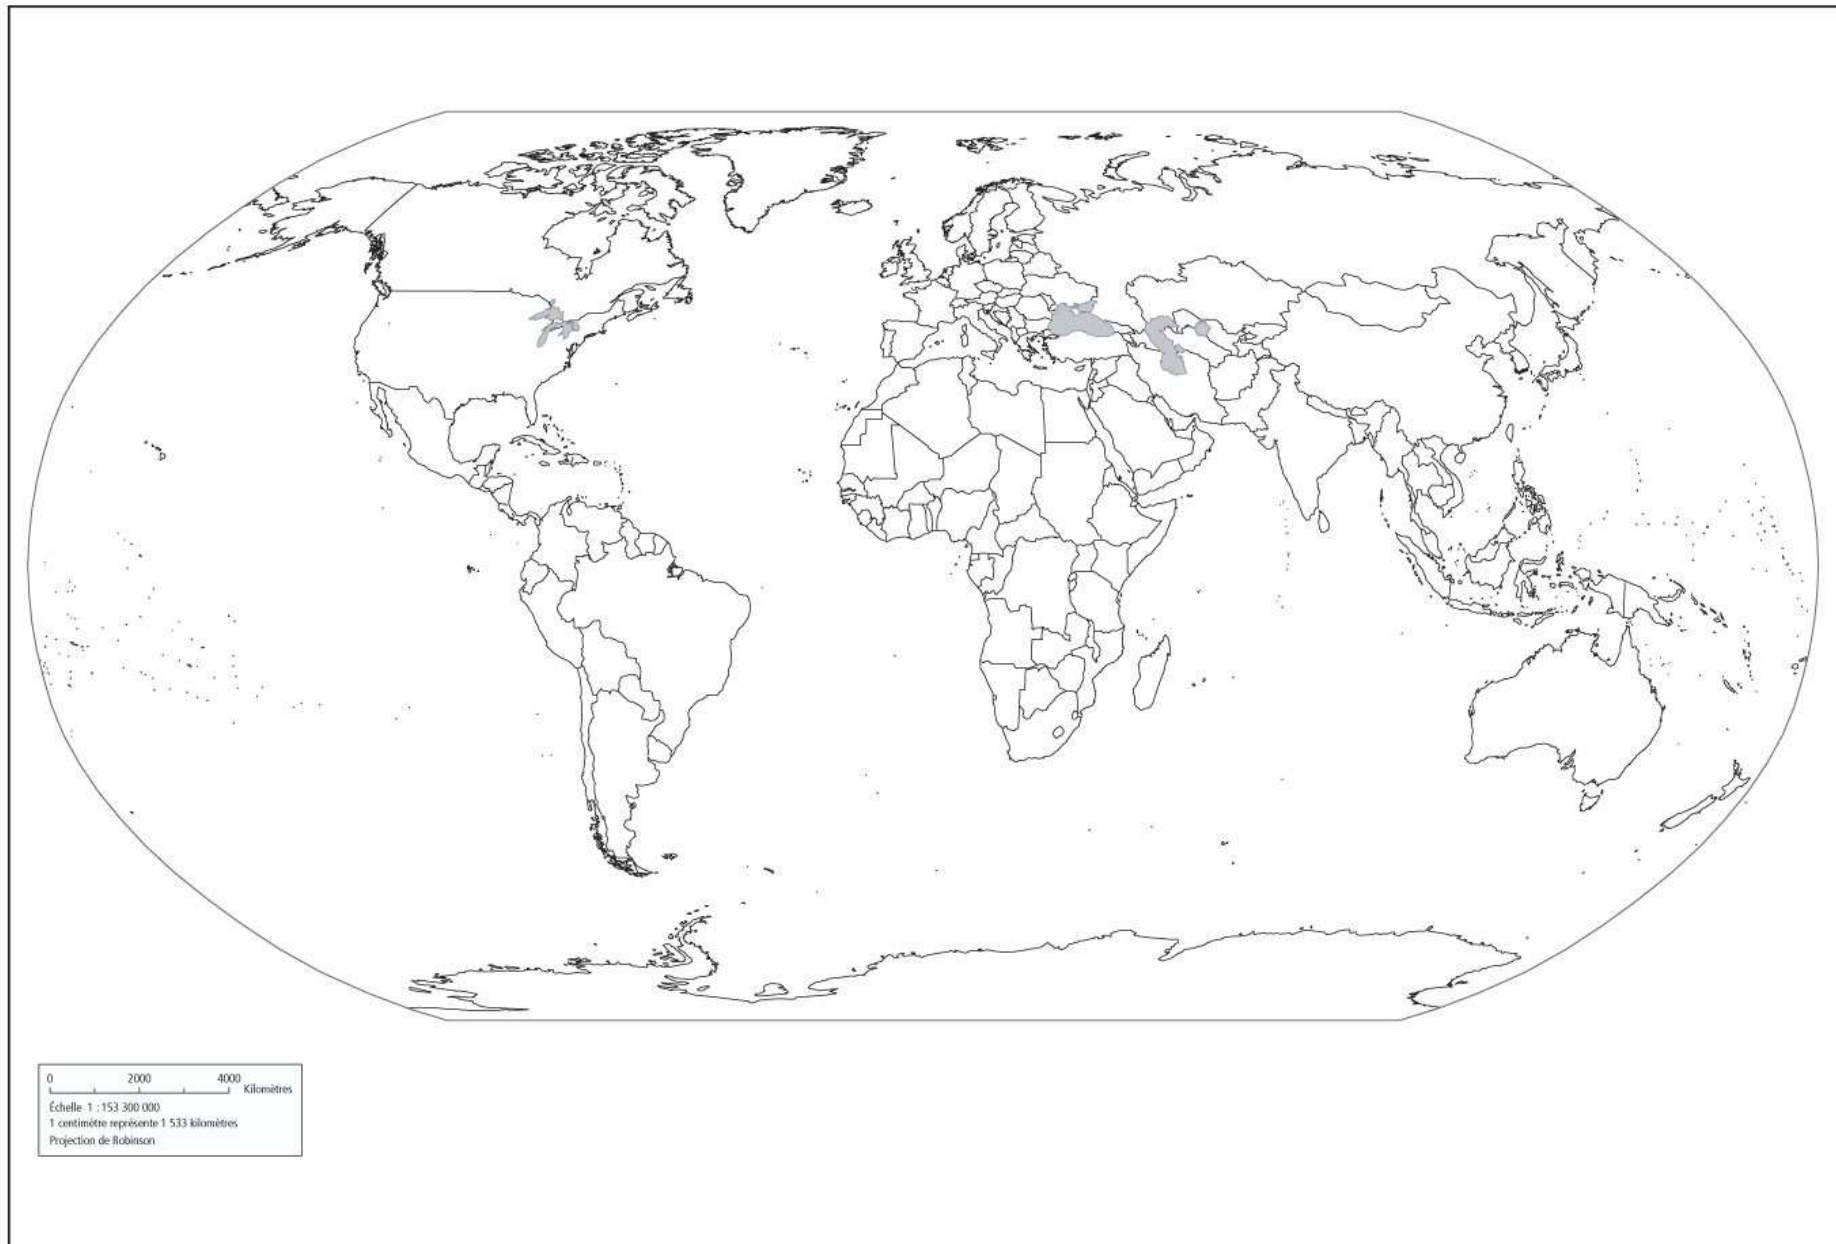 0 2000 4000
Kilomètres
Échelle 1 : 153 300 000
1 centimètre représente 1 533 kilomètres
Projection de Robinson